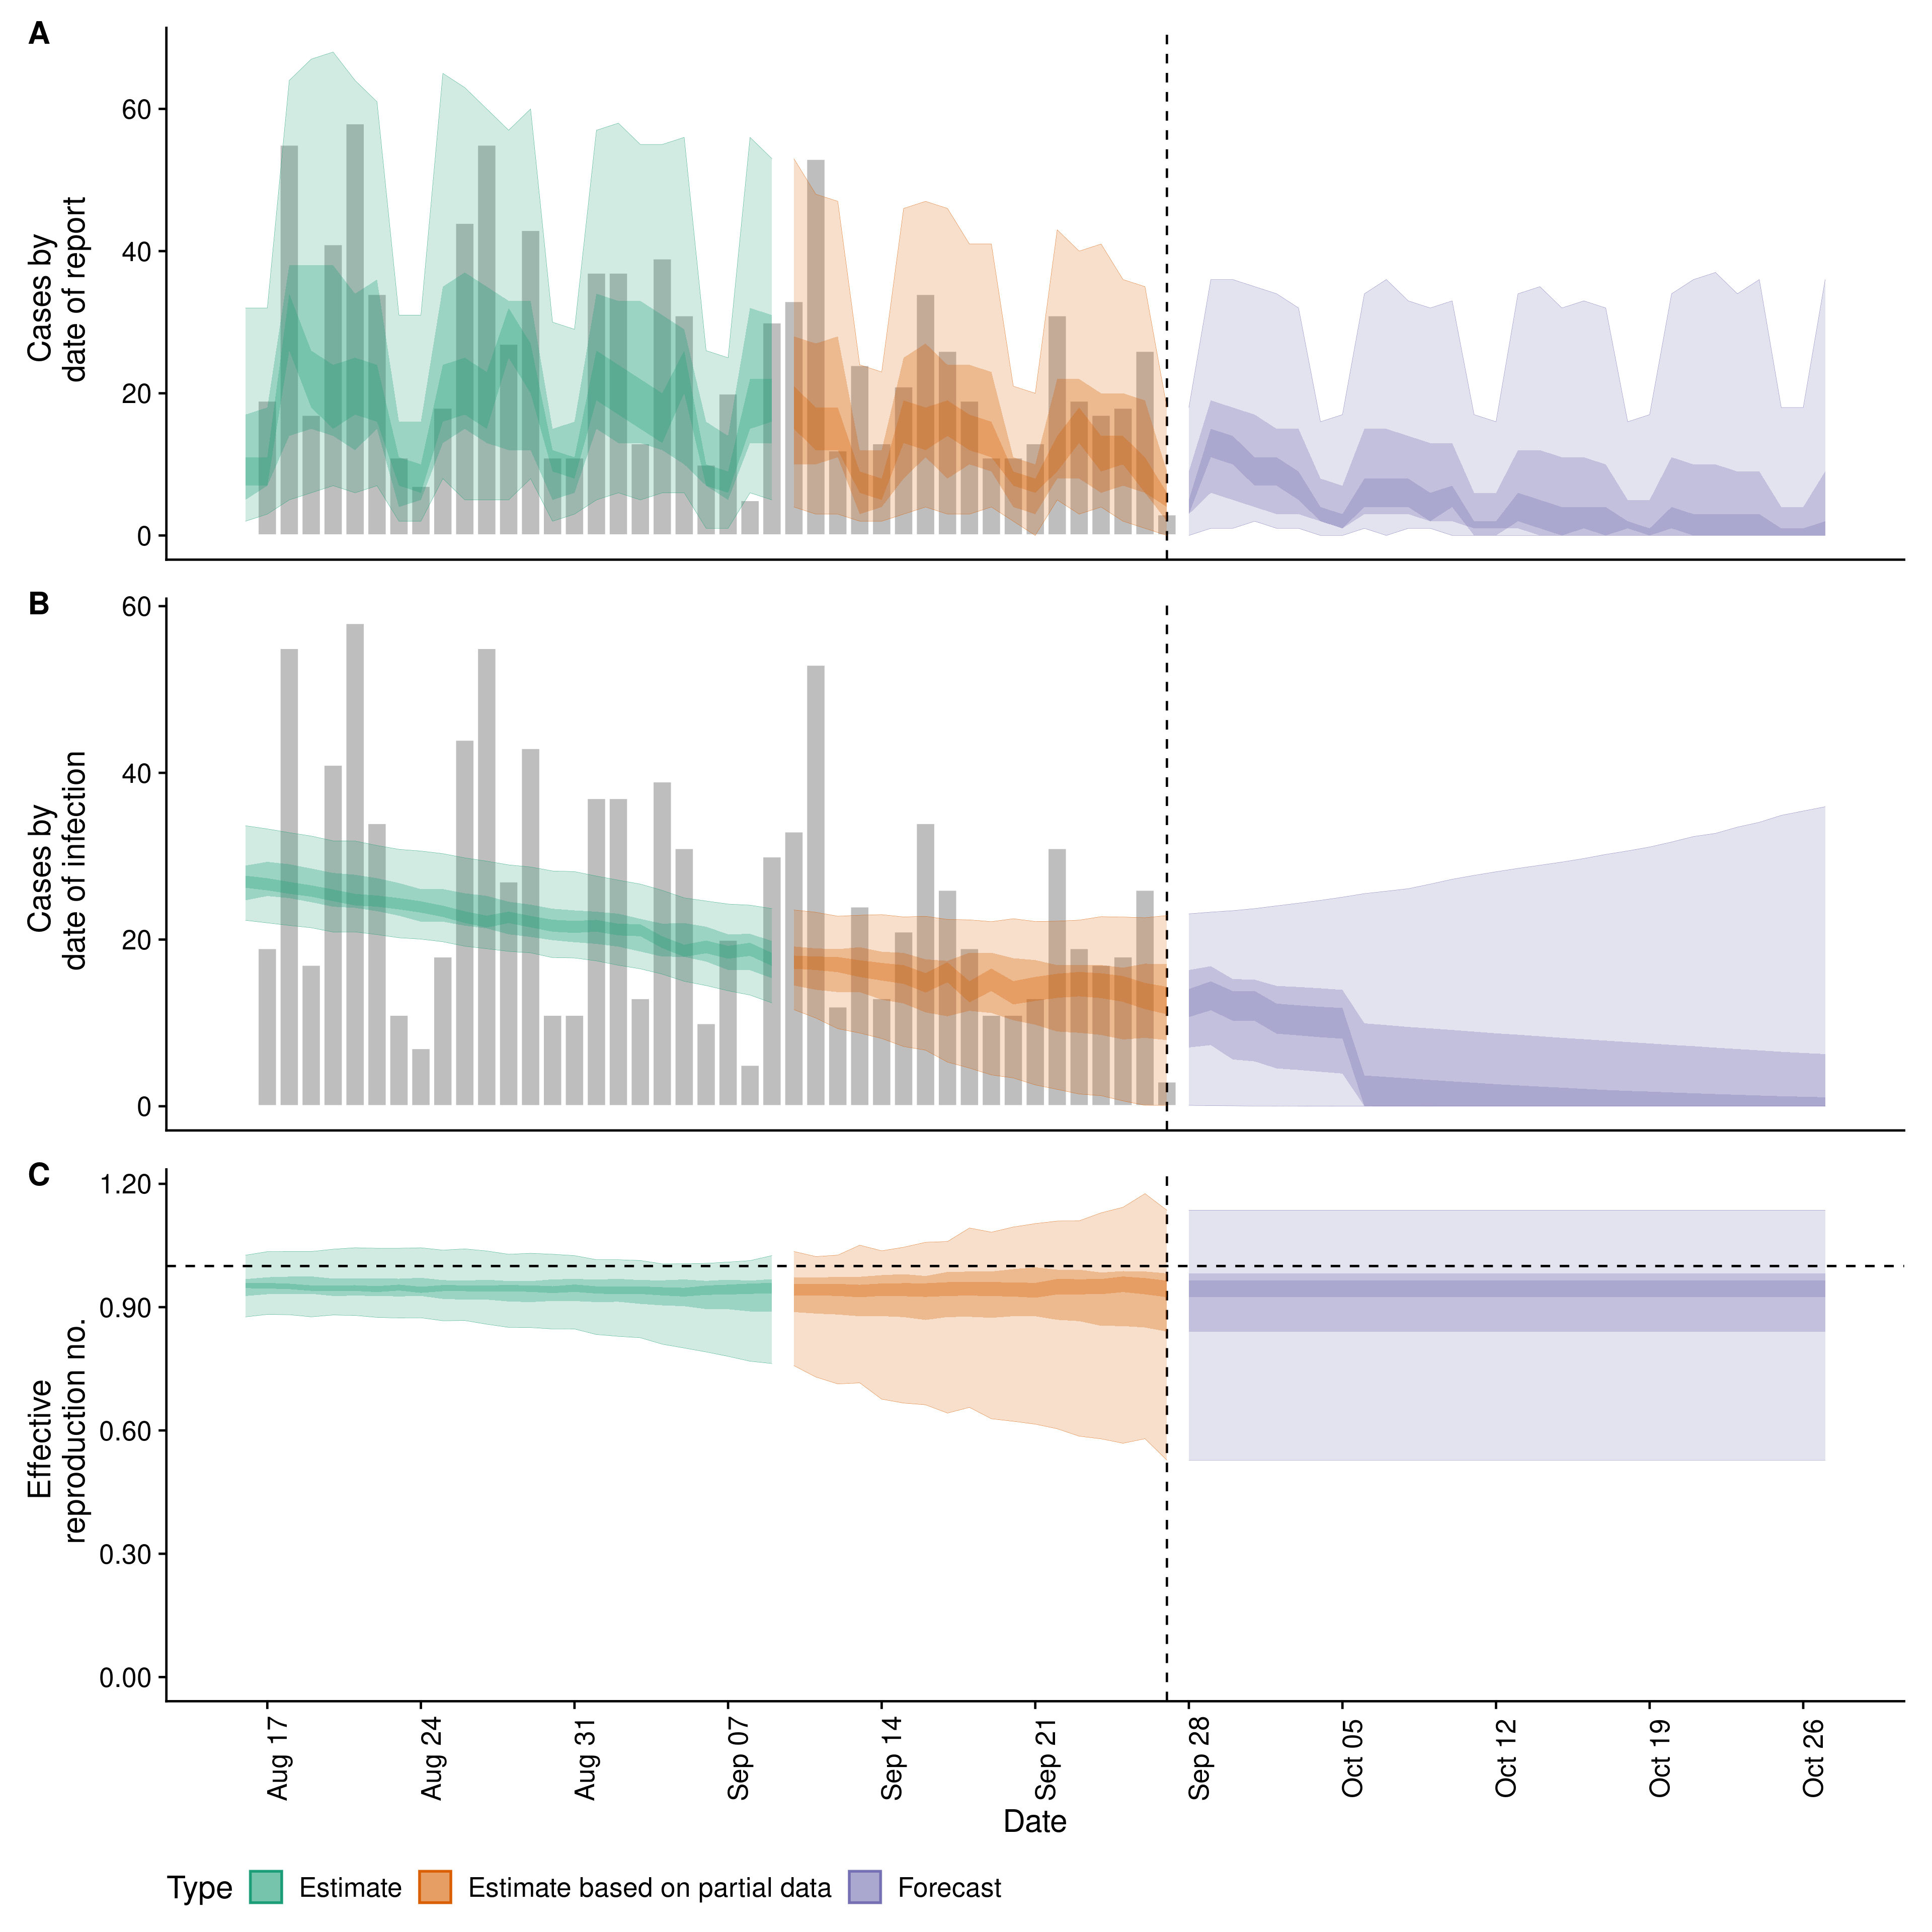 A
Cases by
date of report
60
40
20
0
B
Cases by
date of infection
60
40
20
0
C
Effective
reproduction no.
1.20
0.90
0.60
0.30
0.00
Aug 17
Aug 24
Aug 31
Sep 07
Sep 14
Sep 21
Sep 28
Oct 05
Oct 12
Oct 19
Oct 26
Date
Type Estimate Estimate based on partial data Forecast